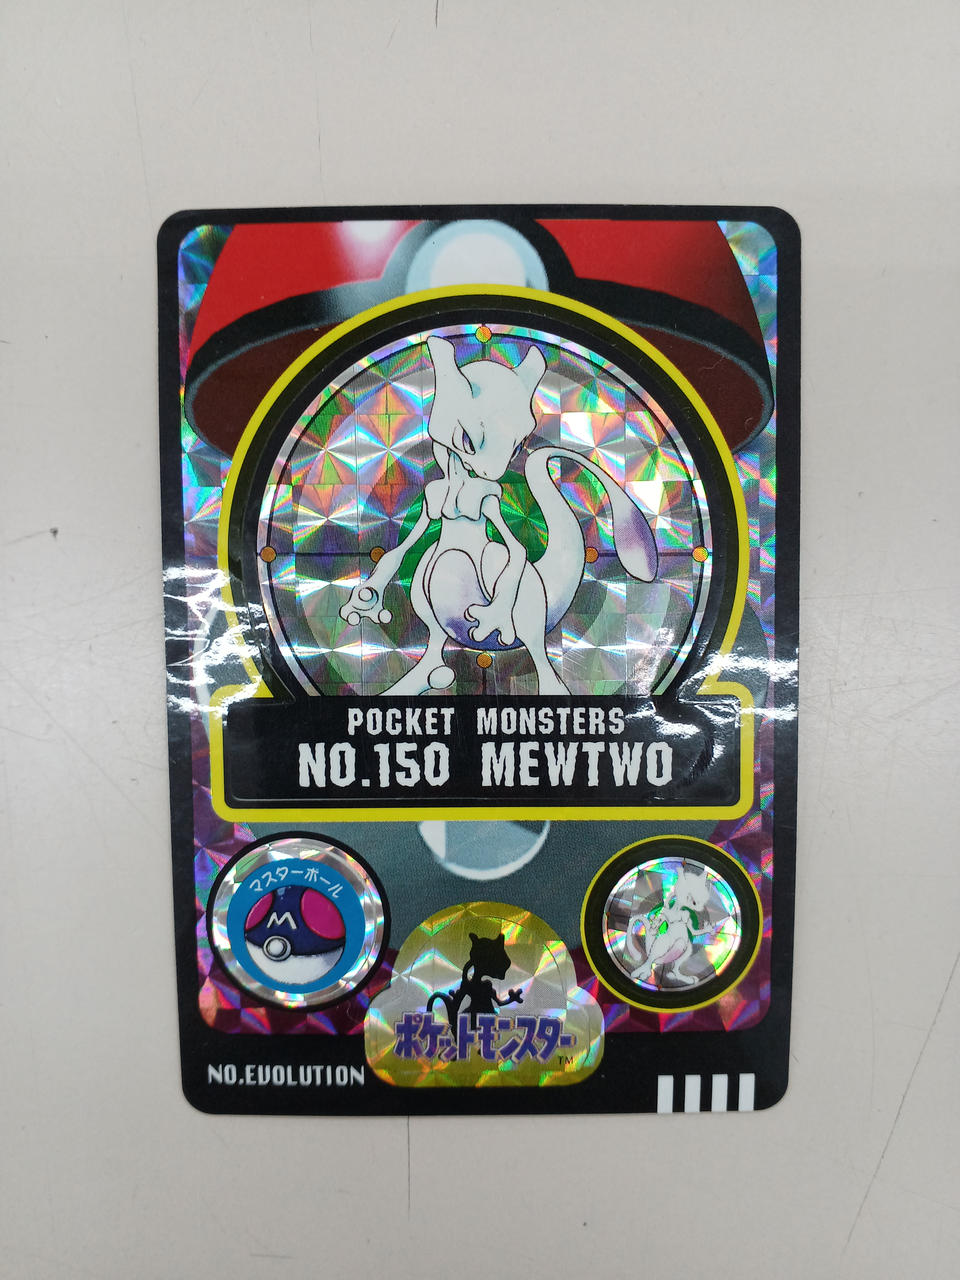 POCKET MONSTERS
NO.150 MEWTWO
マスターボール
M
ポケットモンスター
TM
NO.EVOLUTION